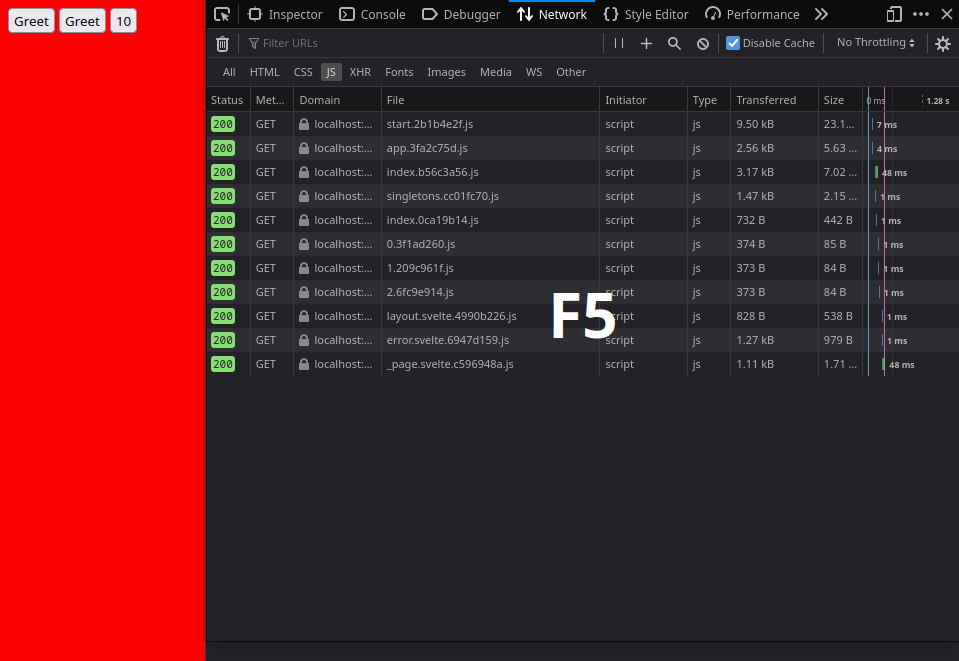 Greet Greet 10
Inspector Console Debugger Network Style Editor Performance
Filter URLs Disable Cache No Throttling
All HTML CSS JS XHR Fonts Images Media WS Other
Status Met... Domain File Initiator Type Transferred Size 0 ms 1.28 s
200 GET localhost:... start.2b1b4e2f.js script js 9.50 kB 23.1... 7 ms
200 GET localhost:... app.3fa2c75d.js script js 2.56 kB 5.63 ... 4 ms
200 GET localhost:... index.b56c3a56.js script js 3.17 kB 7.02 ... 48 ms
200 GET localhost:... singletons.cc01fc70.js script js 1.47 kB 2.15 ... 1 ms
200 GET localhost:... index.0ca19b14.js script js 732 B 442 B 1 ms
200 GET localhost:... 0.3f1ad260.js script js 374 B 85 B 1 ms
200 GET localhost:... 1.209c961f.js script js 373 B 84 B 1 ms
200 GET localhost:... 2.6fc9e914.js script js 373 B 84 B 1 ms
F5
200 GET localhost:... layout.svelte.4990b226.js script js 828 B 538 B 1 ms
200 GET localhost:... error.svelte.6947d159.js script js 1.27 kB 979 B 1 ms
200 GET localhost:... _page.svelte.c596948a.js script js 1.11 kB 1.71 ... 48 ms